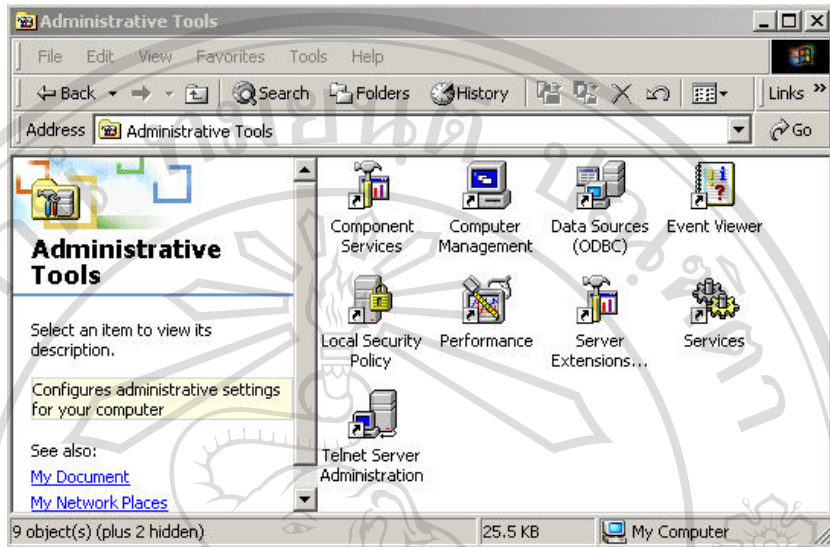 Administrative Tools
File Edit View Favorites Tools Help
Back Search Folders History Links »
Address Administrative Tools Go
Administrative
Tools
Select an item to view its
description.
Configures administrative settings
for your computer
See also:
My Document
My Network Places
Component
Services
Computer
Management
Data Sources
(ODBC)
Event Viewer
Local Security
Policy
Performance
Server
Extensions...
Services
Telnet Server
Administration
9 object(s) (plus 2 hidden) 25.5 KB My Computer